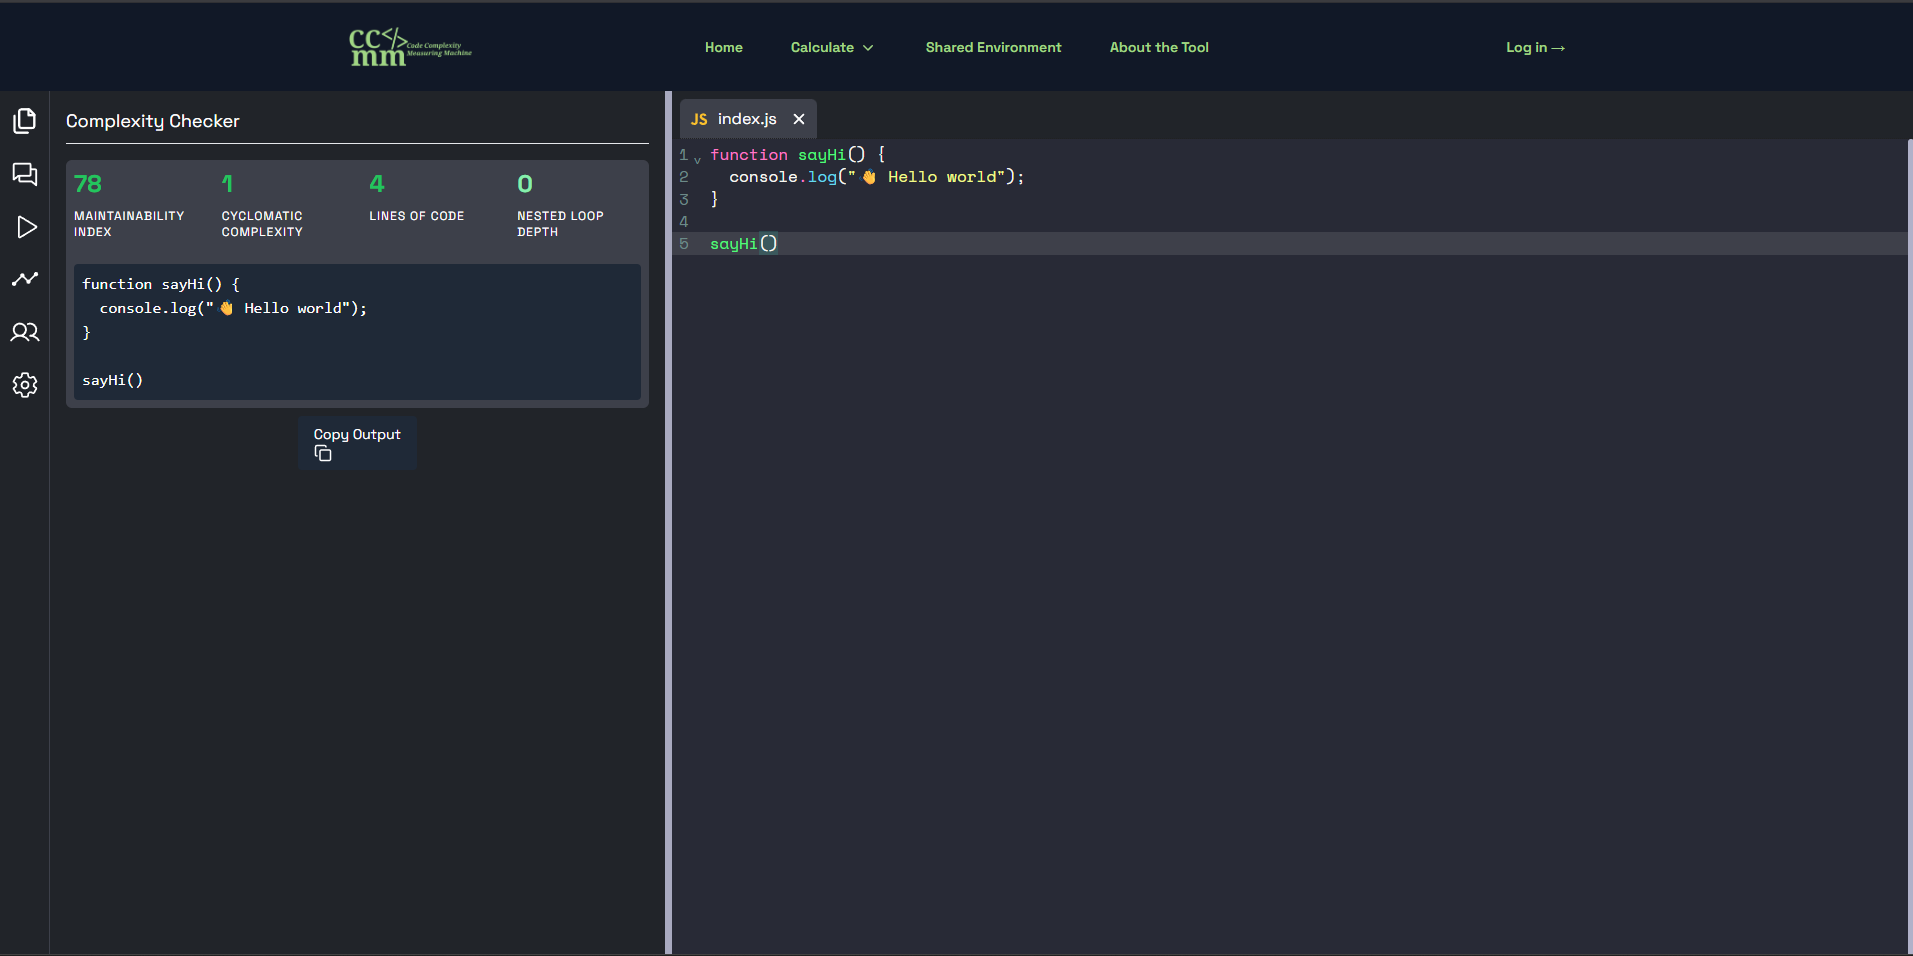 cc</>
mm
Code Complexity
Measuring Machine
Home
Calculate
Shared Environment
About the Tool
Log in →
Complexity Checker
78
MAINTAINABILITY
INDEX
1
CYCLOMATIC
COMPLEXITY
4
LINES OF CODE
0
NESTED LOOP
DEPTH
function sayHi() {
  console.log("👋 Hello world");
}
sayHi()
Copy Output
JS index.js ✕
1 function sayHi() {
2   console.log("👋 Hello world");
3 }
4
5 sayHi()